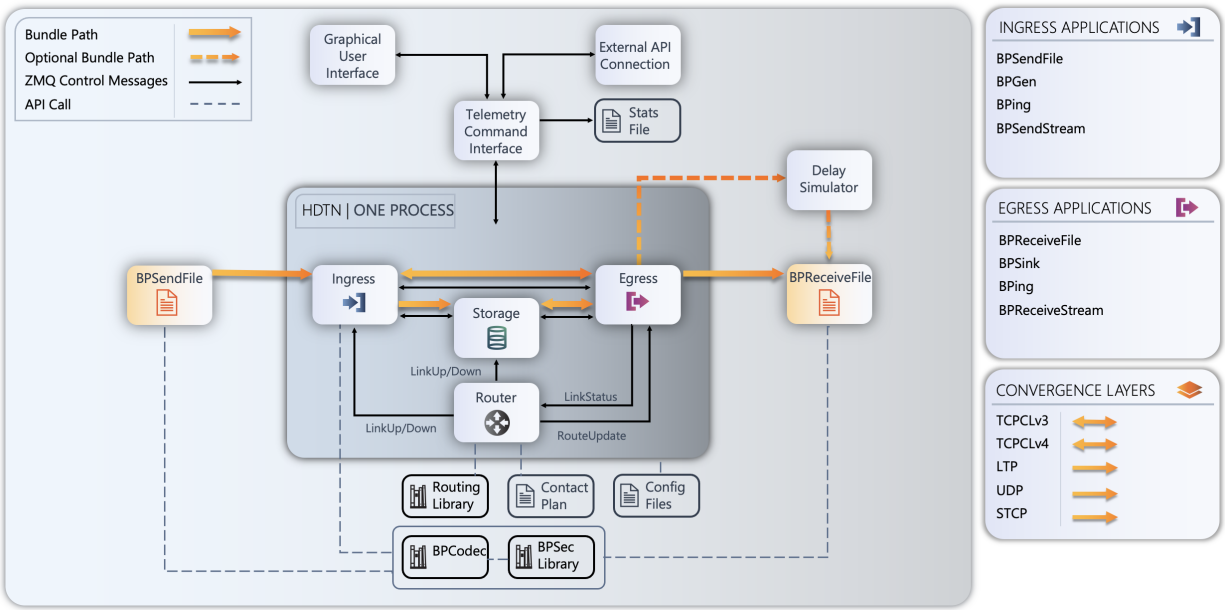 Bundle Path
Optional Bundle Path
ZMQ Control Messages
API Call
Graphical
User
Interface
External API
Connection
Telemetry
Command
Interface
Stats
File
Delay
Simulator
HDTN | ONE PROCESS
BPSendFile
Ingress
Egress
BPReceiveFile
Storage
LinkUp/Down
Router
LinkStatus
LinkUp/Down
RouteUpdate
Routing
Library
Contact
Plan
Config
Files
BPCodec
BPSec
Library
INGRESS APPLICATIONS
BPSendFile
BPGen
BPing
BPSendStream
EGRESS APPLICATIONS
BPReceiveFile
BPSink
BPing
BPReceiveStream
CONVERGENCE LAYERS
TCPCLv3
TCPCLv4
LTP
UDP
STCP